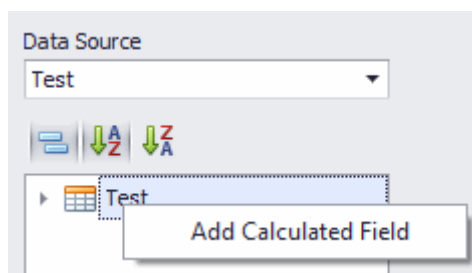 Data Source
Test
A
Z
Z
A
Test
Add Calculated Field